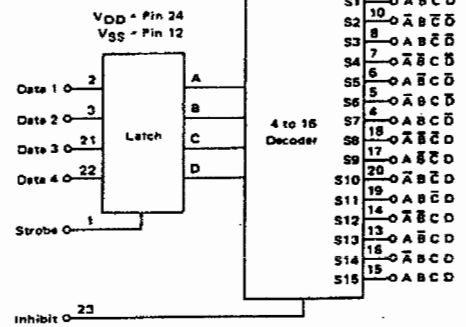 VDD = Pin 24
VSS = Pin 12
Data 1 2
Data 2 3
Data 3 21
Data 4 22
Strobe 1
Inhibit 23
Latch
A
B
C
D
4 to 16
Decoder
S1 A B C D
S2 10 Ā B C̄ D̄
S3 8 A B C̄ D̄
S4 7 Ā B̄ C D̄
S5 6 A B̄ C D̄
S6 5 Ā B C D̄
S7 4 A B C D̄
S8 18 Ā B̄ C̄ D
S9 17 A B̄ C̄ D
S10 20 Ā B C̄ D
S11 19 A B C̄ D
S12 14 Ā B̄ C D
S13 13 A B̄ C D
S14 16 Ā B C D
S15 15 A B C D